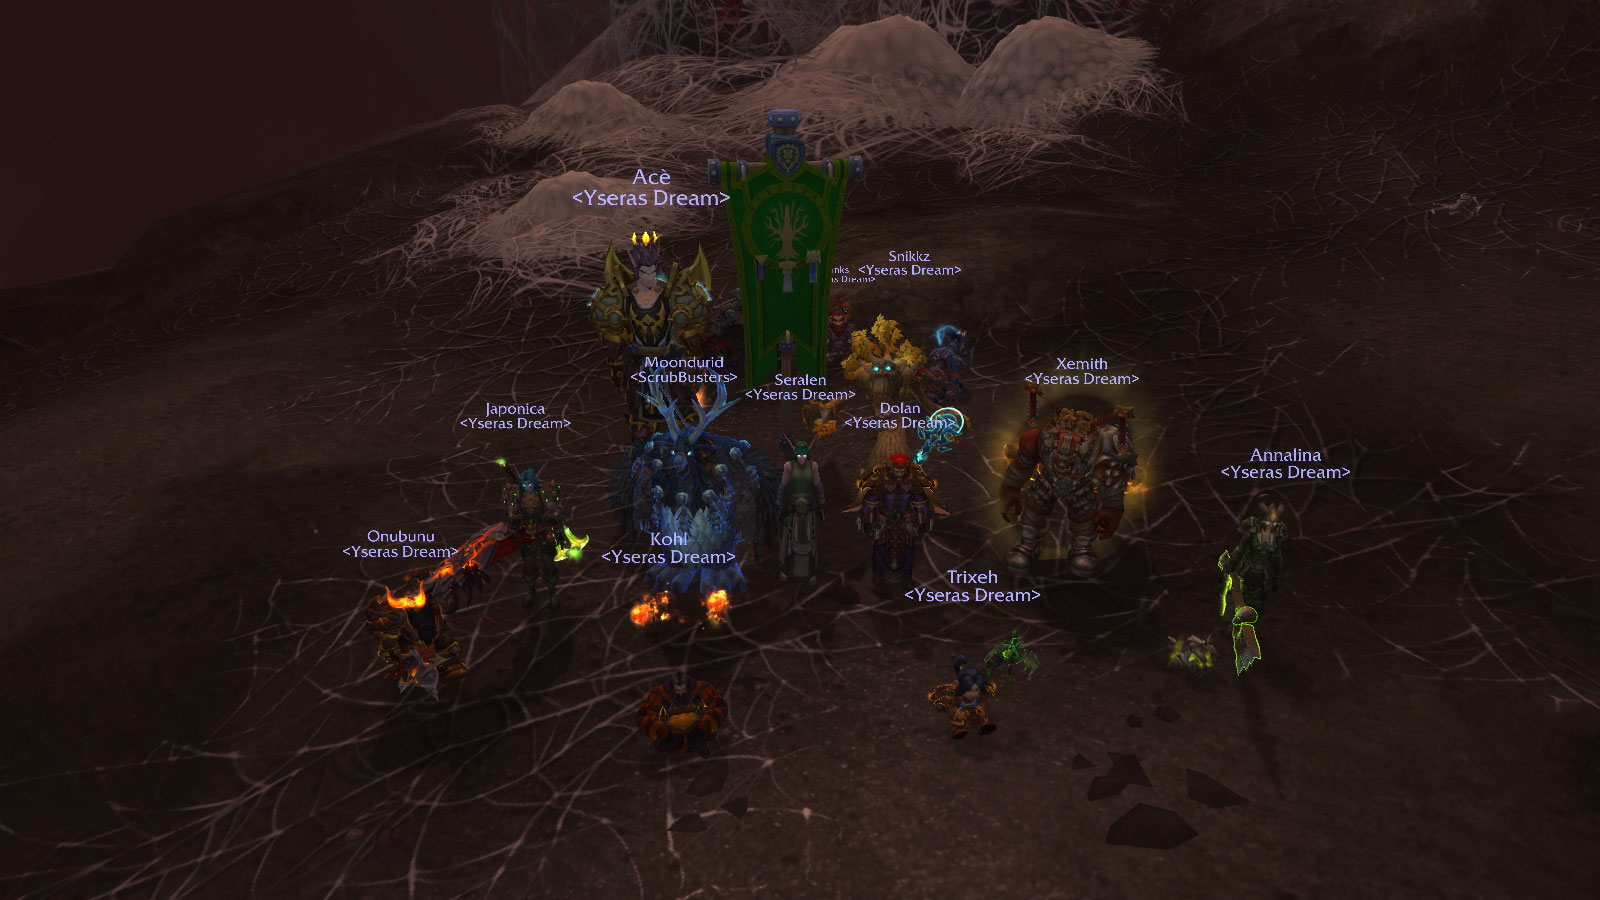 Acè
<Yseras Dream>
Snikkz
<Yseras Dream>
Moondurid
<ScrubBusters>
Seralen
<Yseras Dream>
Xemith
<Yseras Dream>
Japonica
<Yseras Dream>
Dolan
<Yseras Dream>
Annalina
<Yseras Dream>
Onubunu
<Yseras Dream>
Kohl
<Yseras Dream>
Trixeh
<Yseras Dream>